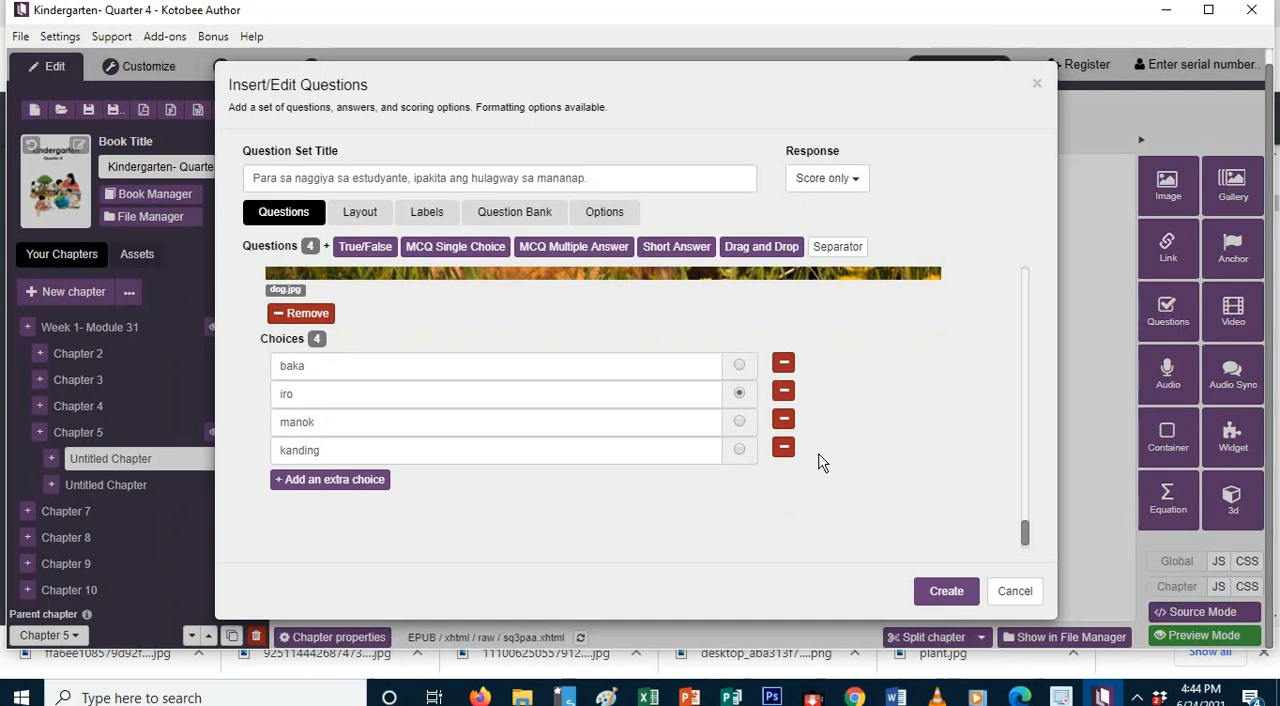 Kindergarten- Quarter 4 - Kotobee Author
File Settings Support Add-ons Bonus Help
Edit Customize Register Enter serial number..
Insert/Edit Questions
Add a set of questions, answers, and scoring options. Formatting options available.
Book Title
Kindergarten- Quarte
Book Manager
File Manager
Question Set Title Response
Para sa naggiya sa estudyante, ipakita ang hulagway sa mananap. Score only
Questions Layout Labels Question Bank Options
Questions 4 + True/False MCQ Single Choice MCQ Multiple Answer Short Answer Drag and Drop Separator
dog.jpg
Remove
Choices 4
baka
iro
manok
kanding
+ Add an extra choice
Create Cancel
Your Chapters Assets
New chapter ...
Week 1- Module 31
Chapter 2
Chapter 3
Chapter 4
Chapter 5
Untitled Chapter
Untitled Chapter
Chapter 7
Chapter 8
Chapter 9
Chapter 10
Parent chapter
Chapter 5
Chapter properties EPUB / xhtml / raw / sq3paa.xhtml Split chapter Show in File Manager
Image Gallery
Link Anchor
Questions Video
Audio Audio Sync
Container Widget
Equation 3d
Global JS CSS
Chapter JS CSS
</> Source Mode
Preview Mode
ffa6ee108579d92f....jpg 925114442687473....jpg 111006250557912....jpg desktop_aba313f7....png plant.jpg Show all
Type here to search
4:44 PM
6/24/2021